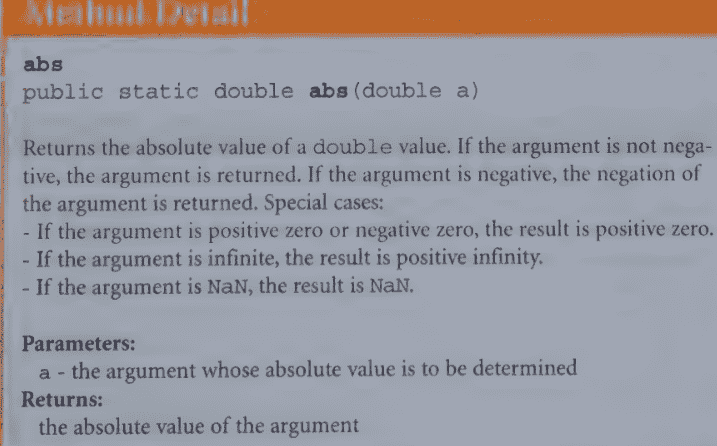 Method Detail
abs
public static double abs(double a)
Returns the absolute value of a double value. If the argument is not nega-
tive, the argument is returned. If the argument is negative, the negation of
the argument is returned. Special cases:
- If the argument is positive zero or negative zero, the result is positive zero.
- If the argument is infinite, the result is positive infinity.
- If the argument is NaN, the result is NaN.
Parameters:
a - the argument whose absolute value is to be determined
Returns:
the absolute value of the argument